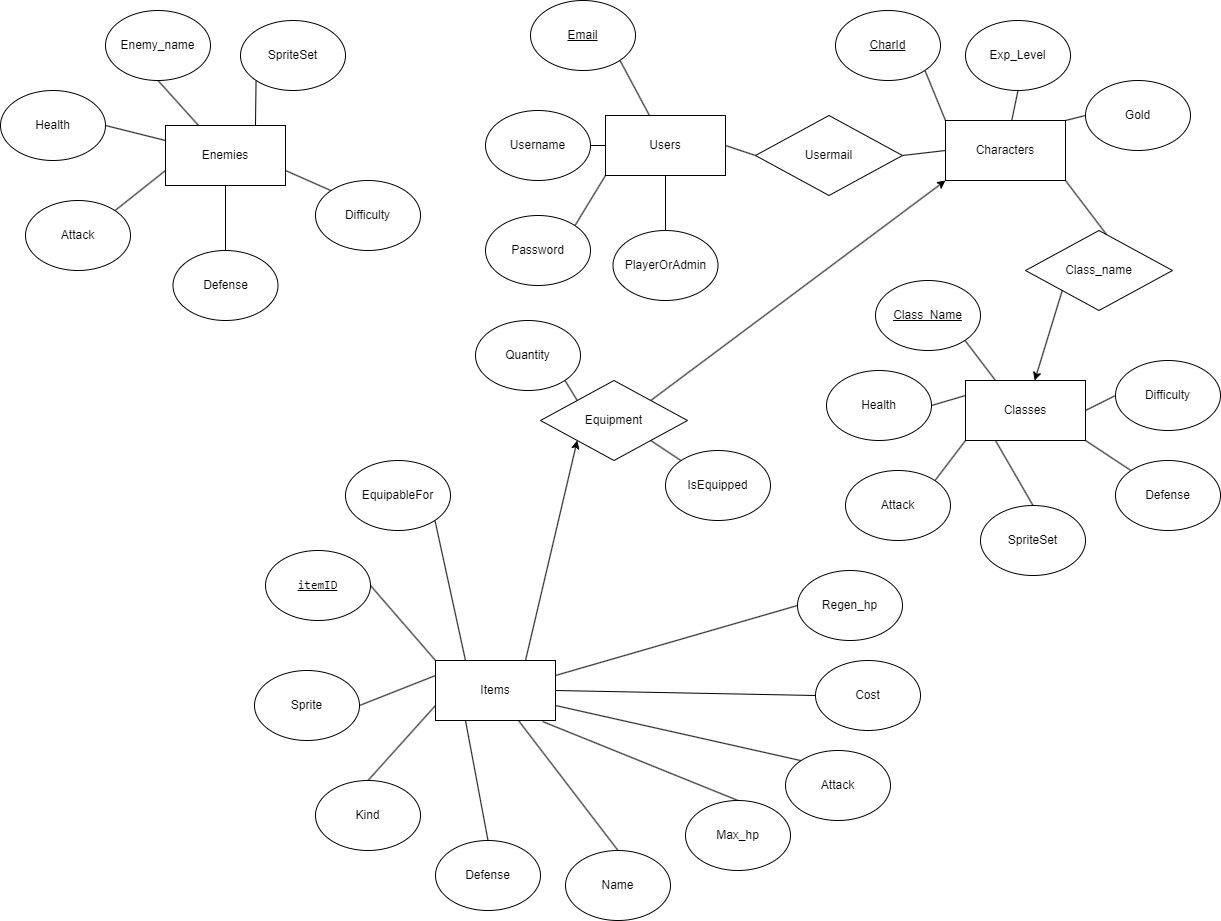 Email
CharId
Enemy_name
SpriteSet
Exp_Level
Gold
Health
Enemies
Username
Users
Usermail
Characters
Attack
Difficulty
Defense
Password
PlayerOrAdmin
Class_name
Class_Name
Quantity
Equipment
Health
Classes
Difficulty
IsEquipped
EquipableFor
Attack
Defense
SpriteSet
itemID
Regen_hp
Sprite
Items
Cost
Kind
Attack
Max_hp
Defense
Name